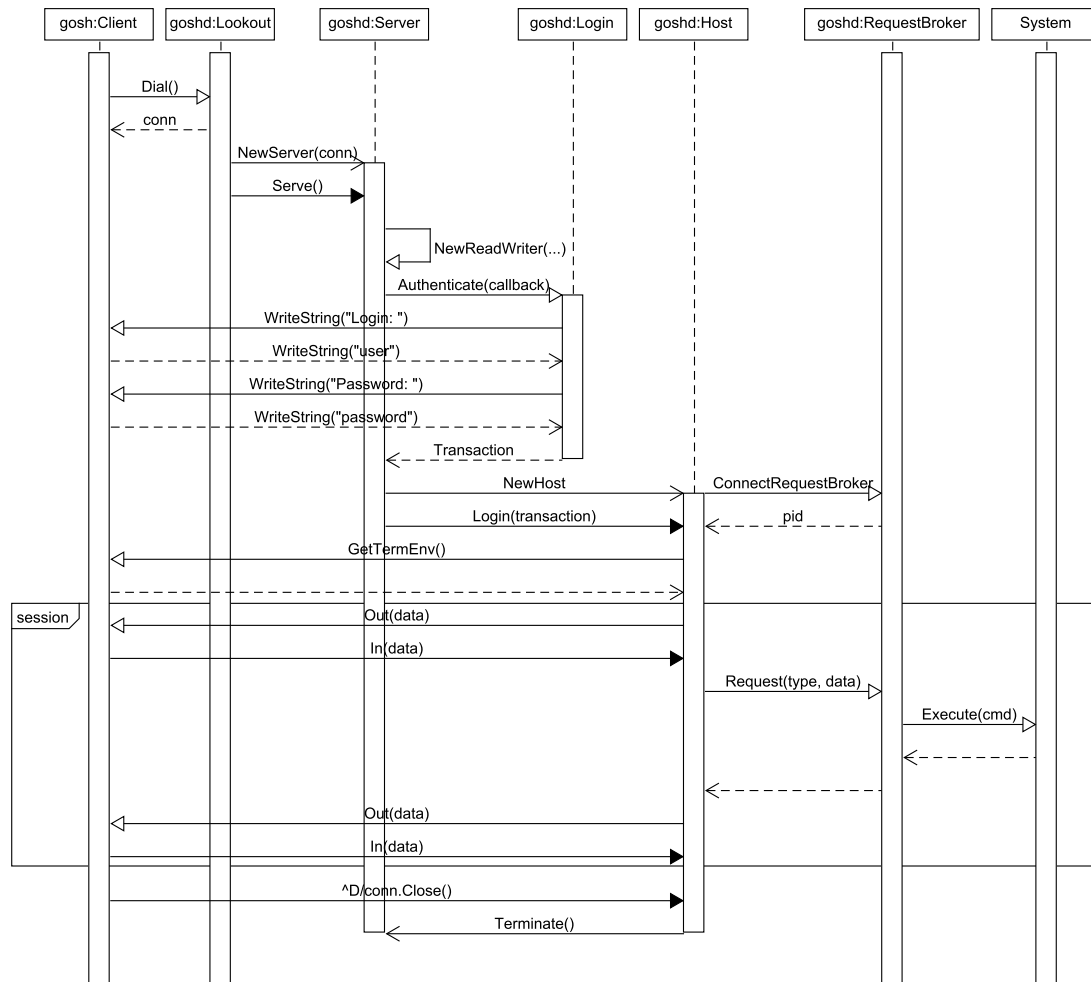 gosh:Client
goshd:Lookout
goshd:Server
goshd:Login
goshd:Host
goshd:RequestBroker
System
Dial()
conn
NewServer(conn)
Serve()
NewReadWriter(...)
Authenticate(callback)
WriteString("Login: ")
WriteString("user")
WriteString("Password: ")
WriteString("password")
Transaction
NewHost
ConnectRequestBroker
Login(transaction)
pid
GetTermEnv()
session
Out(data)
In(data)
Request(type, data)
Execute(cmd)
Out(data)
In(data)
^D/conn.Close()
Terminate()